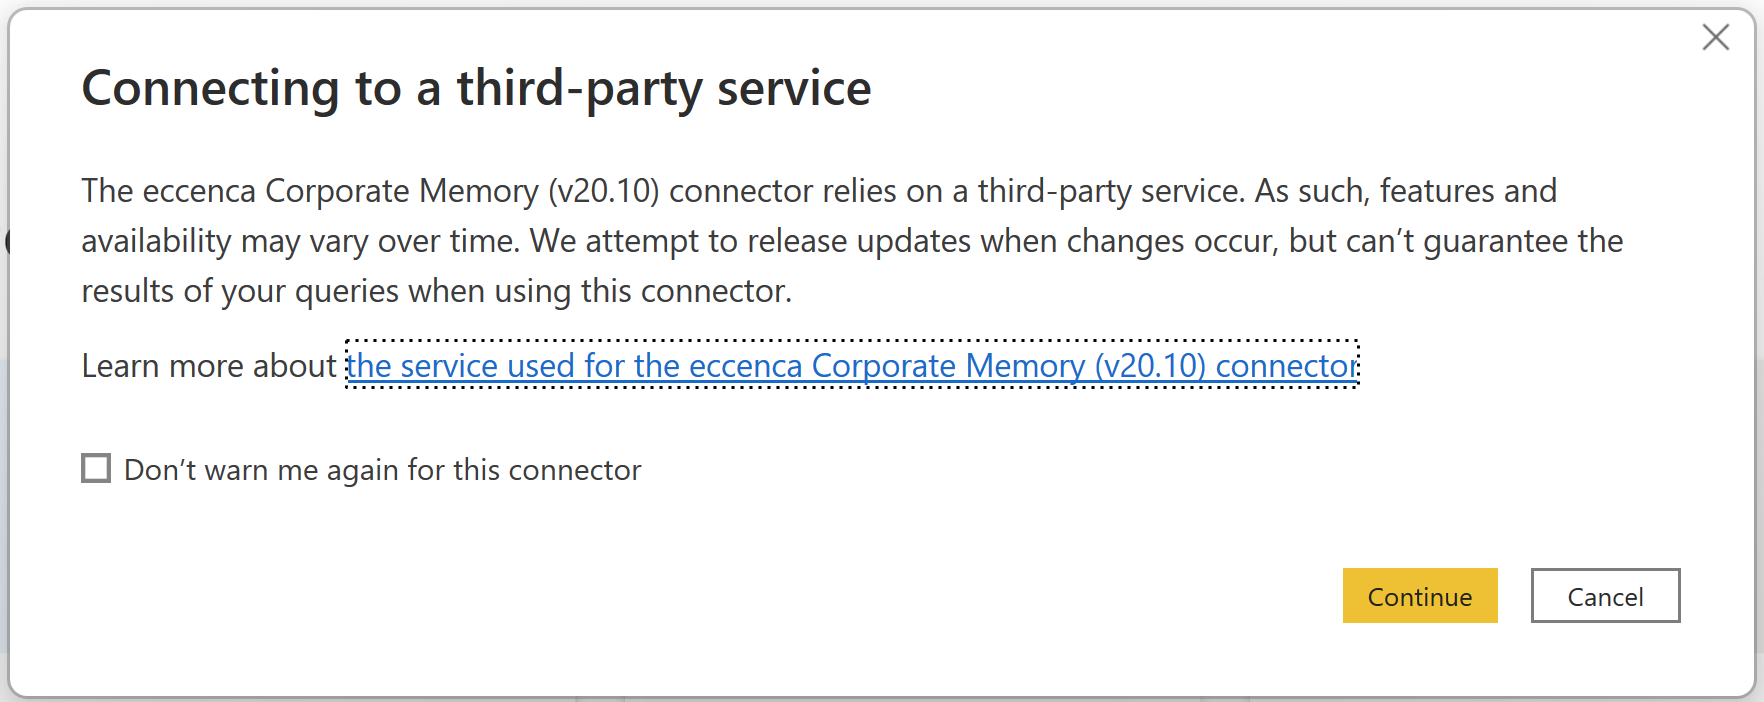 Connecting to a third-party service
The eccenca Corporate Memory (v20.10) connector relies on a third-party service. As such, features and
availability may vary over time. We attempt to release updates when changes occur, but can’t guarantee the
results of your queries when using this connector.
Learn more about the service used for the eccenca Corporate Memory (v20.10) connector
Don’t warn me again for this connector
Continue
Cancel